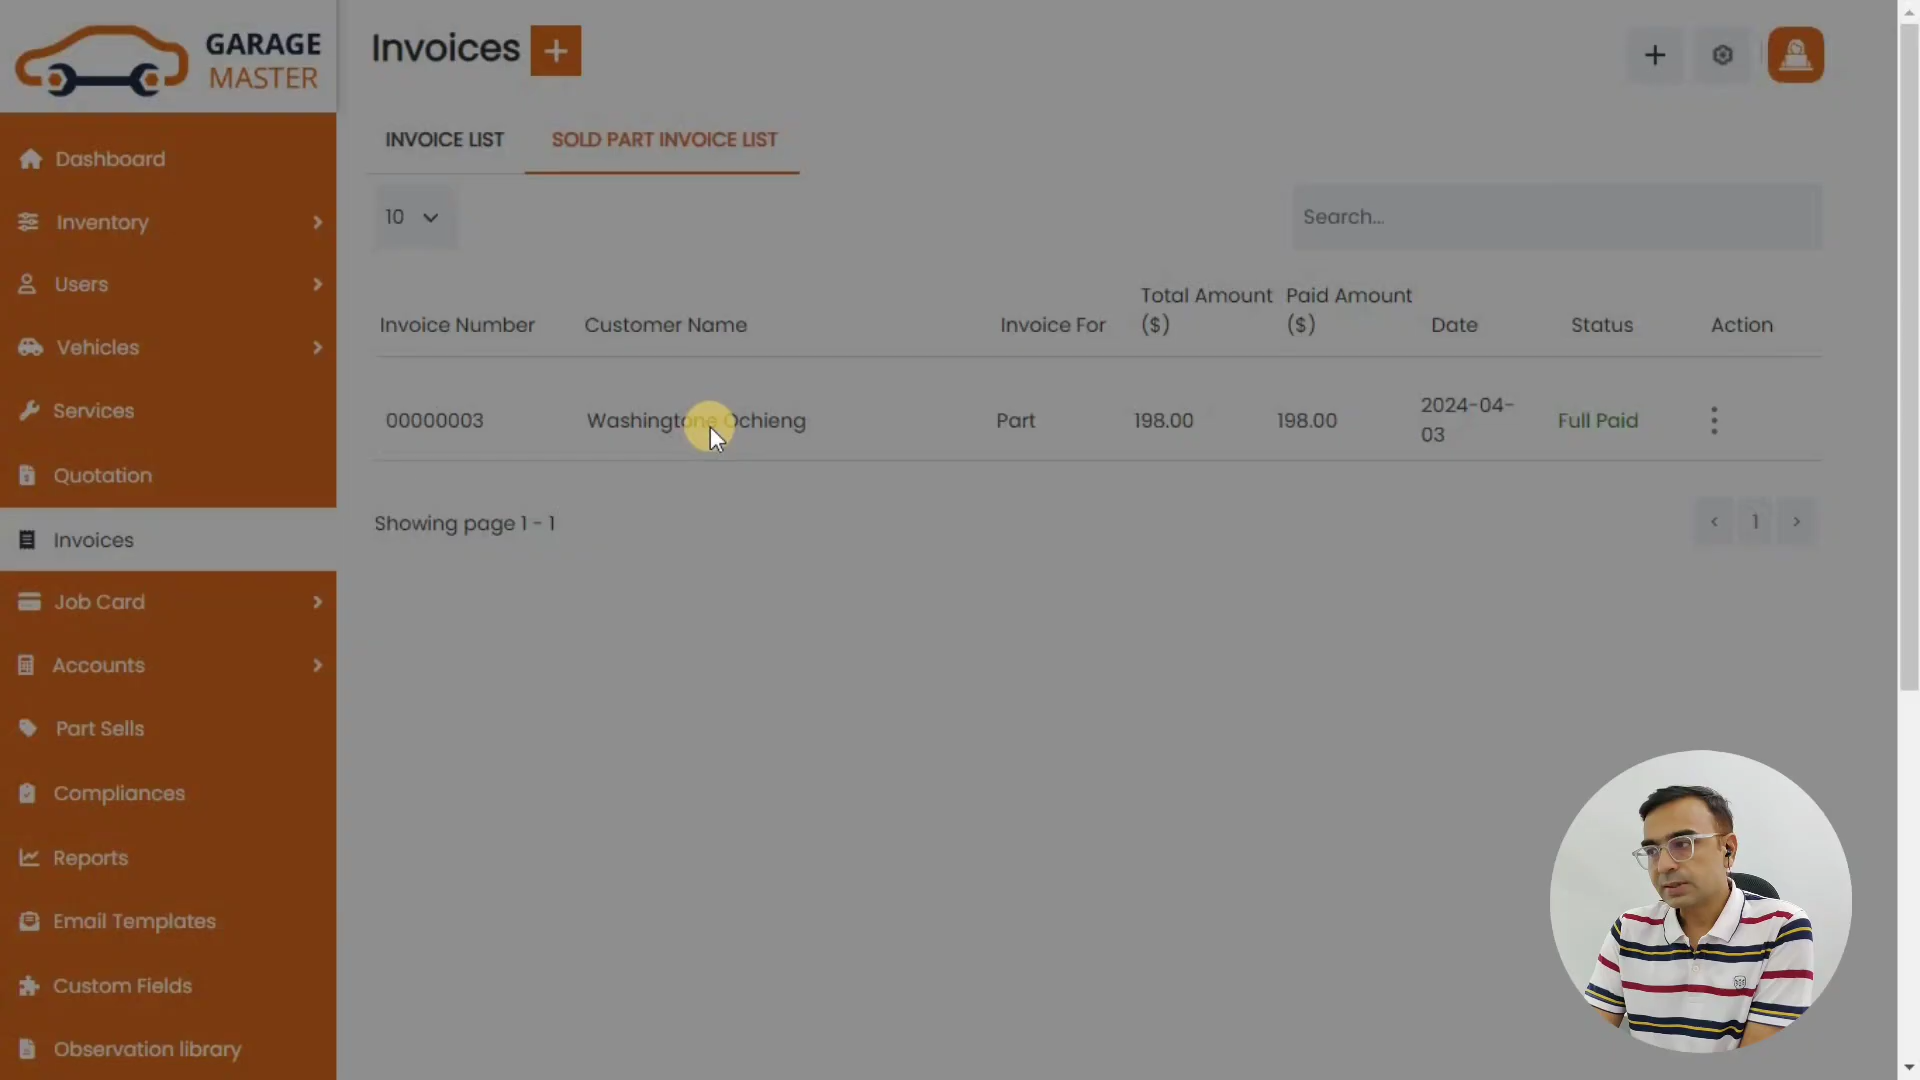 GARAGE
MASTER
Invoices
INVOICE LIST
SOLD PART INVOICE LIST
Dashboard
Inventory
Users
Vehicles
Services
Quotation
Invoices
Job Card
Accounts
Part Sells
Compliances
Reports
Email Templates
Custom Fields
Observation library
10
Search...
Invoice Number
Customer Name
Invoice For
Total Amount
($)
Paid Amount
($)
Date
Status
Action
00000003
Washingtone Ochieng
Part
198.00
198.00
2024-04-
03
Full Paid
Showing page 1 - 1
< 1 >